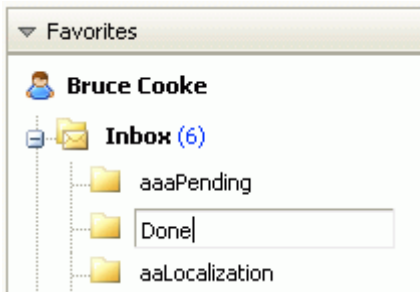 Favorites
Bruce Cooke
Inbox (6)
aaaPending
Done
aaLocalization